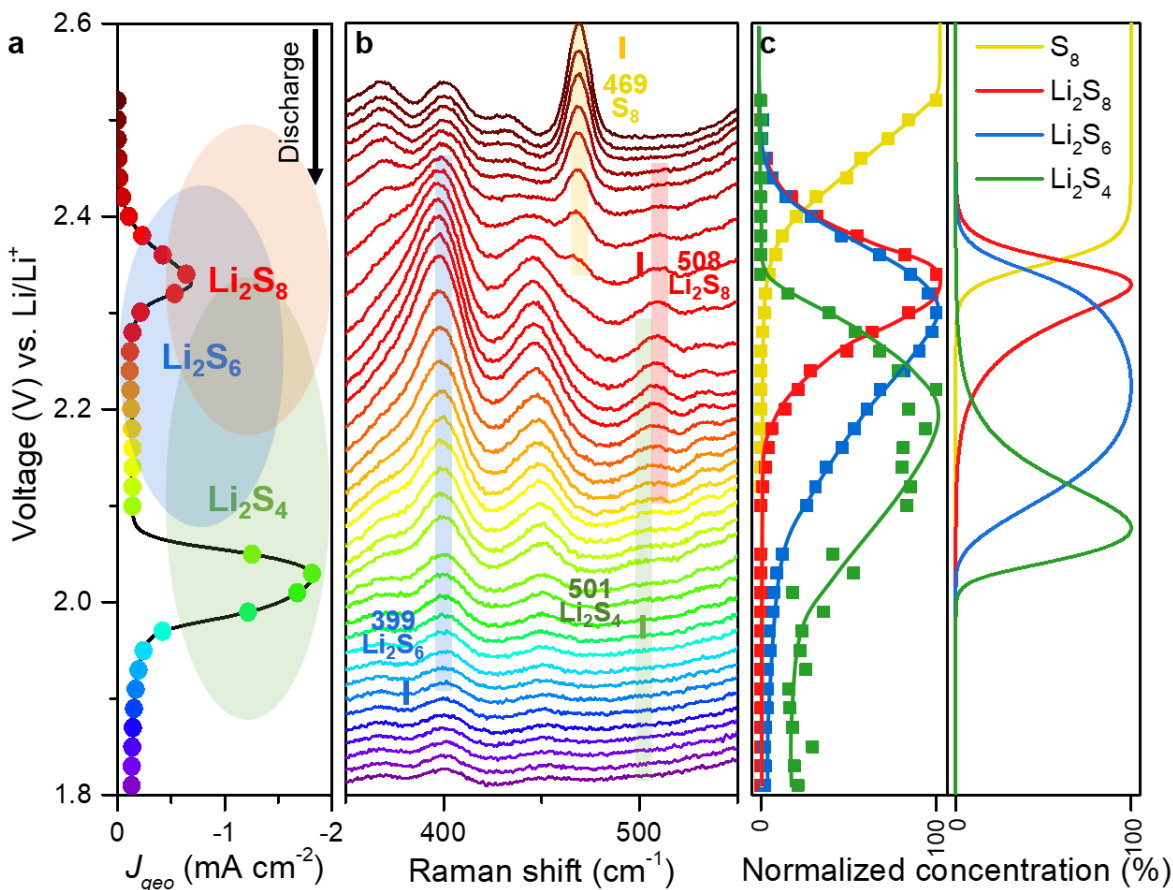 a
b
c
2.6
2.4
2.2
2.0
1.8
Voltage (V) vs. Li/Li⁺
Discharge
Li₂S₈
Li₂S₆
Li₂S₄
0
-1
-2
J_geo (mA cm⁻²)
469
S₈
508
Li₂S₈
501
Li₂S₄
399
Li₂S₆
400
500
Raman shift (cm⁻¹)
S₈
Li₂S₈
Li₂S₆
Li₂S₄
0
100
0
100
Normalized concentration (%)